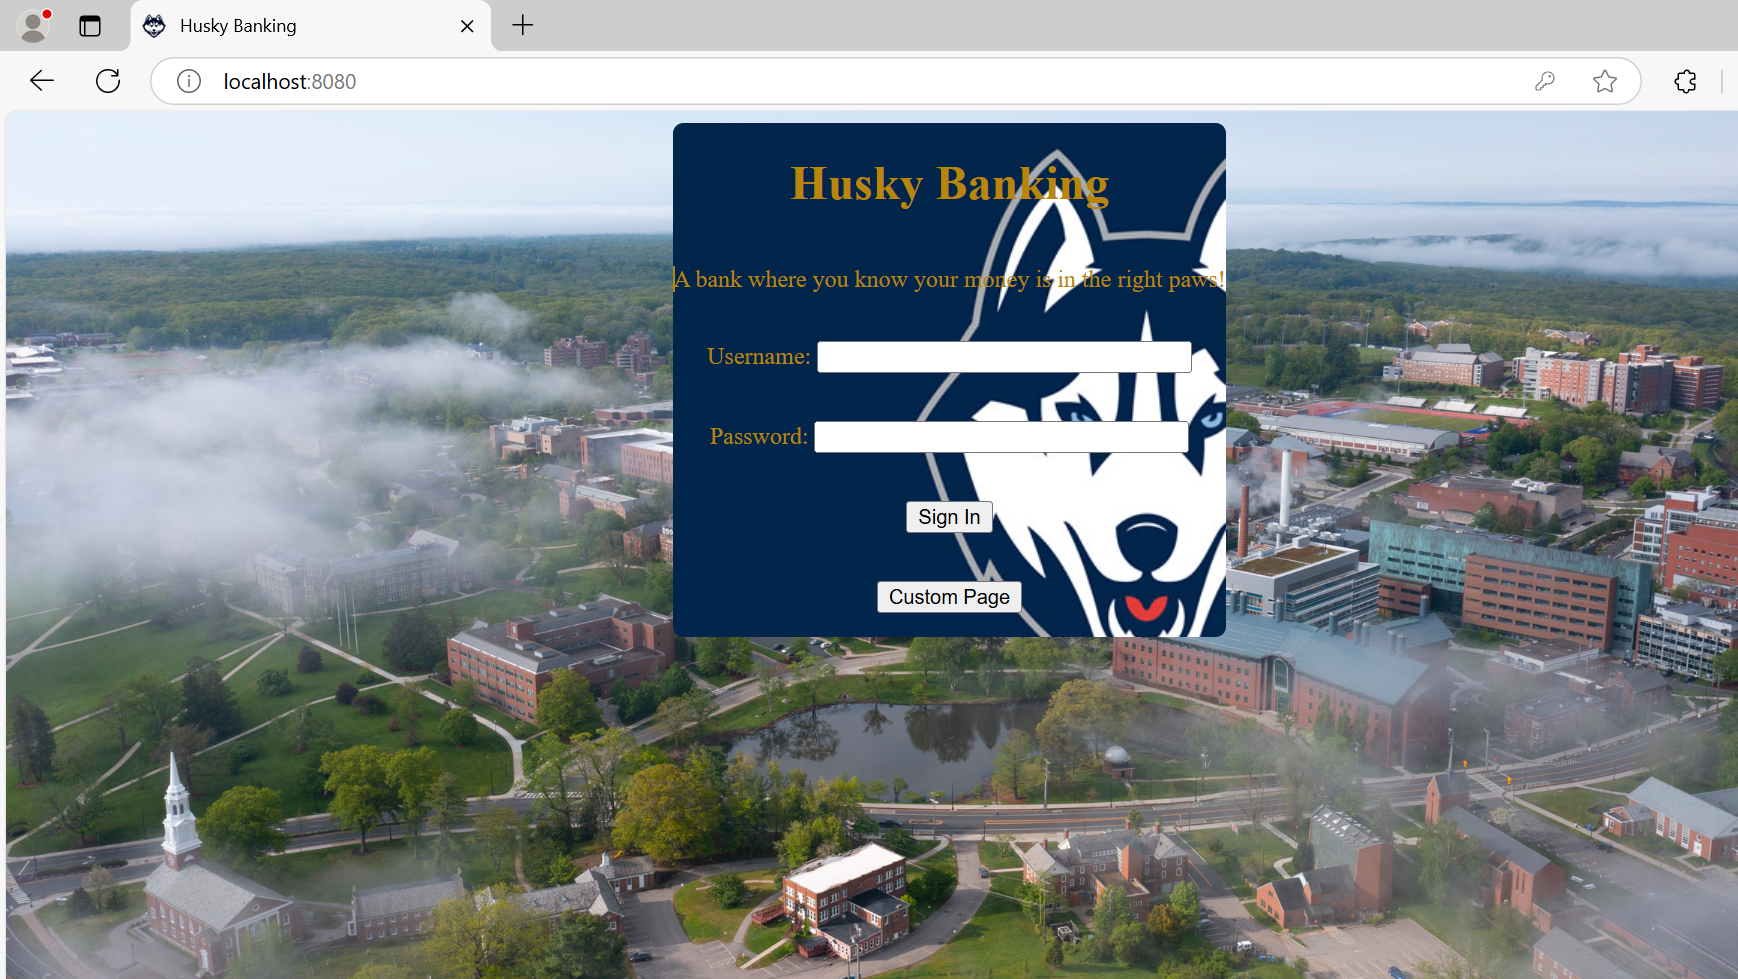 Husky Banking
localhost:8080
Husky Banking
A bank where you know your money is in the right paws!
Username:
Password:
Sign In
Custom Page